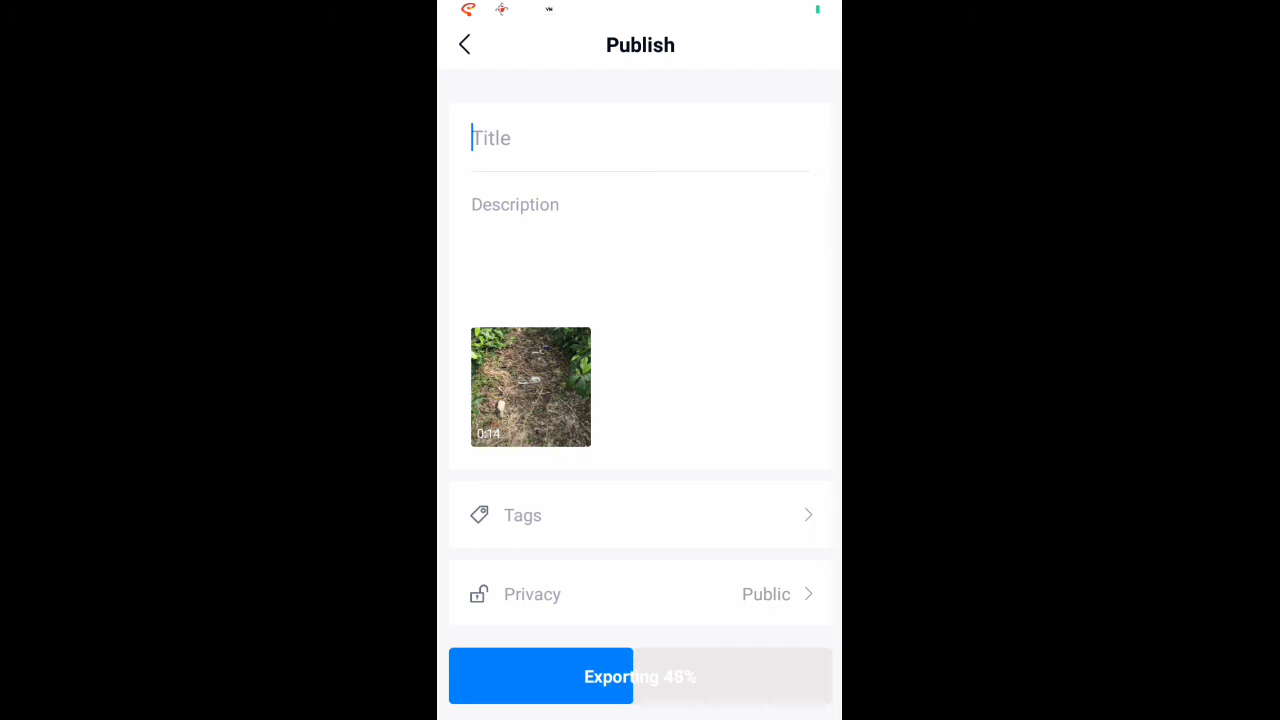 Publish
Title
Description
0:14
Tags
Privacy
Public
Exporting 46%